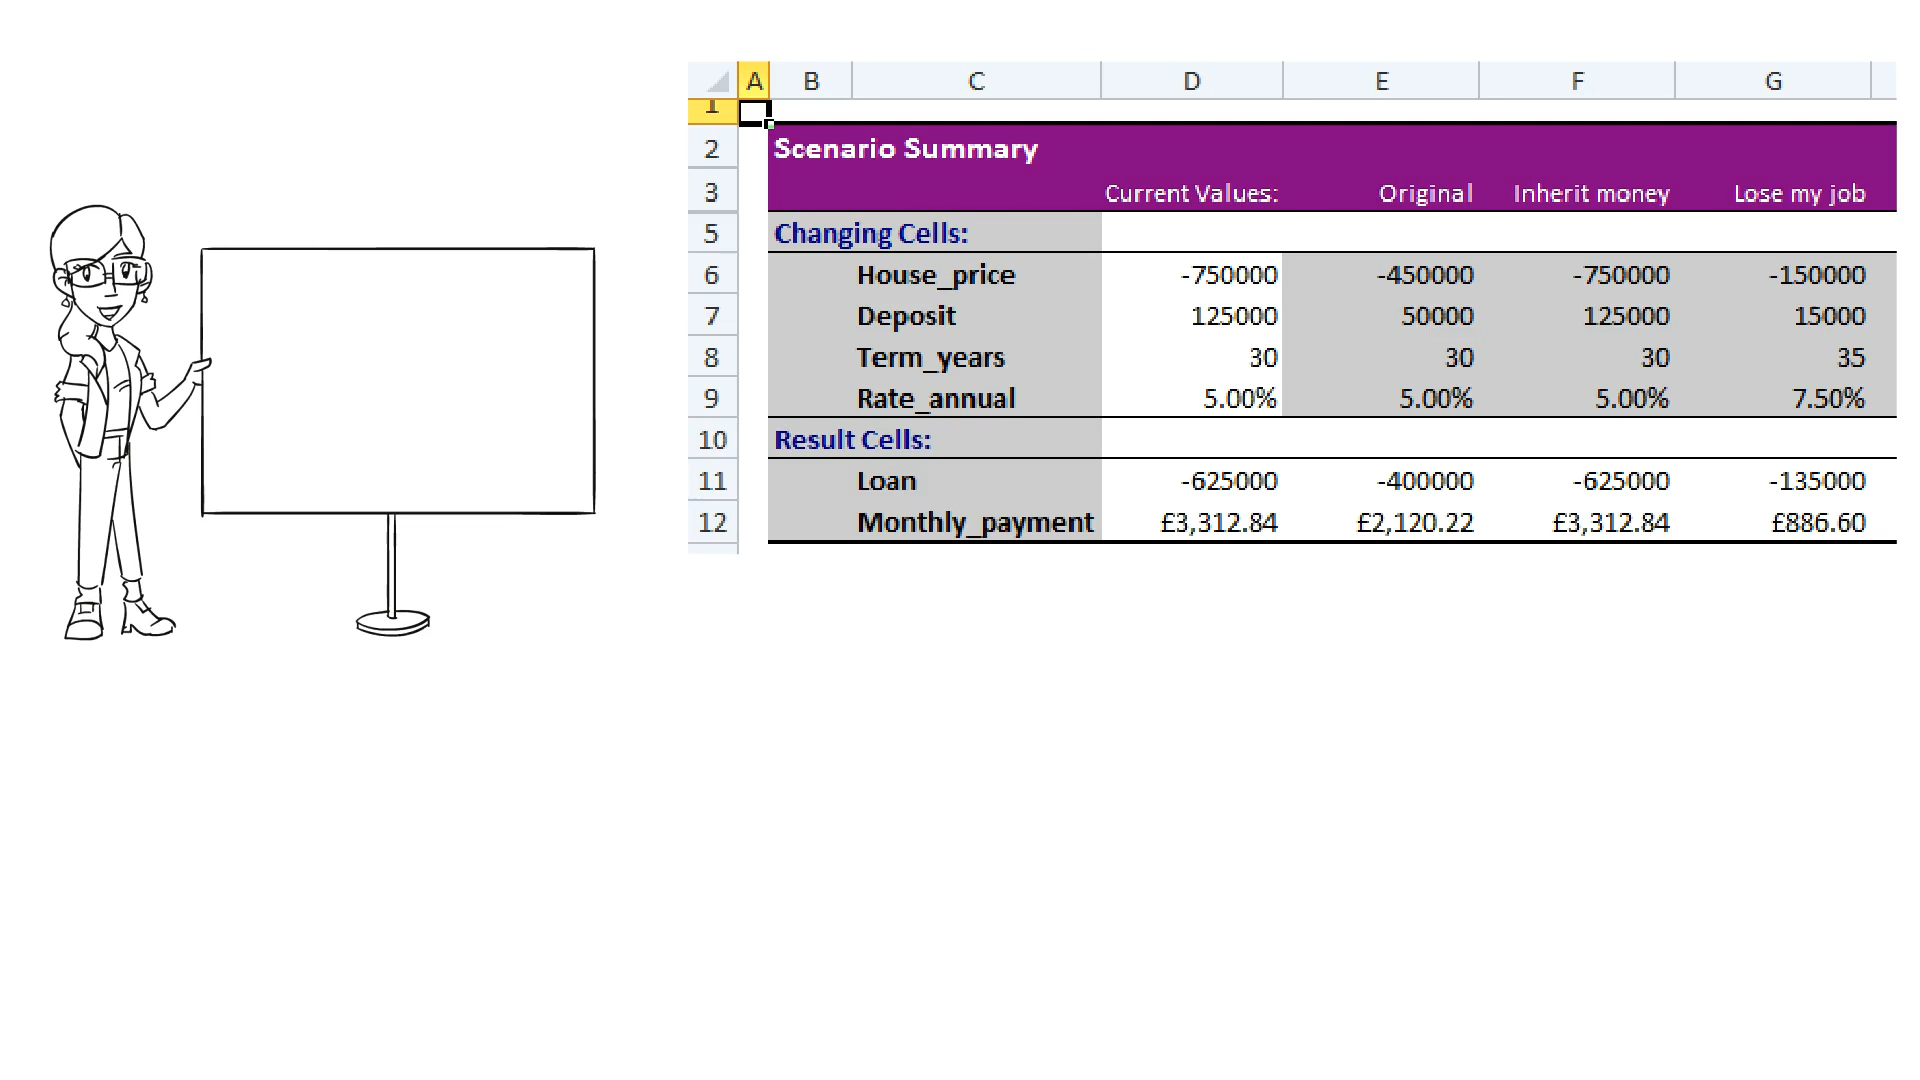 A B C D E F G
1
2 Scenario Summary
3 Current Values: Original Inherit money Lose my job
5 Changing Cells:
6 House_price -750000 -450000 -750000 -150000
7 Deposit 125000 50000 125000 15000
8 Term_years 30 30 30 35
9 Rate_annual 5.00% 5.00% 5.00% 7.50%
10 Result Cells:
11 Loan -625000 -400000 -625000 -135000
12 Monthly_payment £3,312.84 £2,120.22 £3,312.84 £886.60